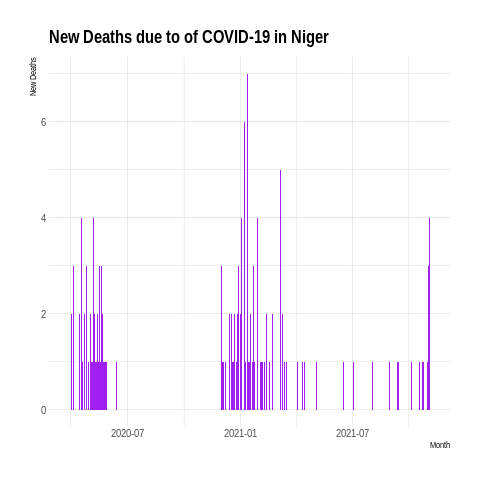 New Deaths due to of COVID-19 in Niger
New Deaths
6
4
2
0
2020-07
2021-01
2021-07
Month